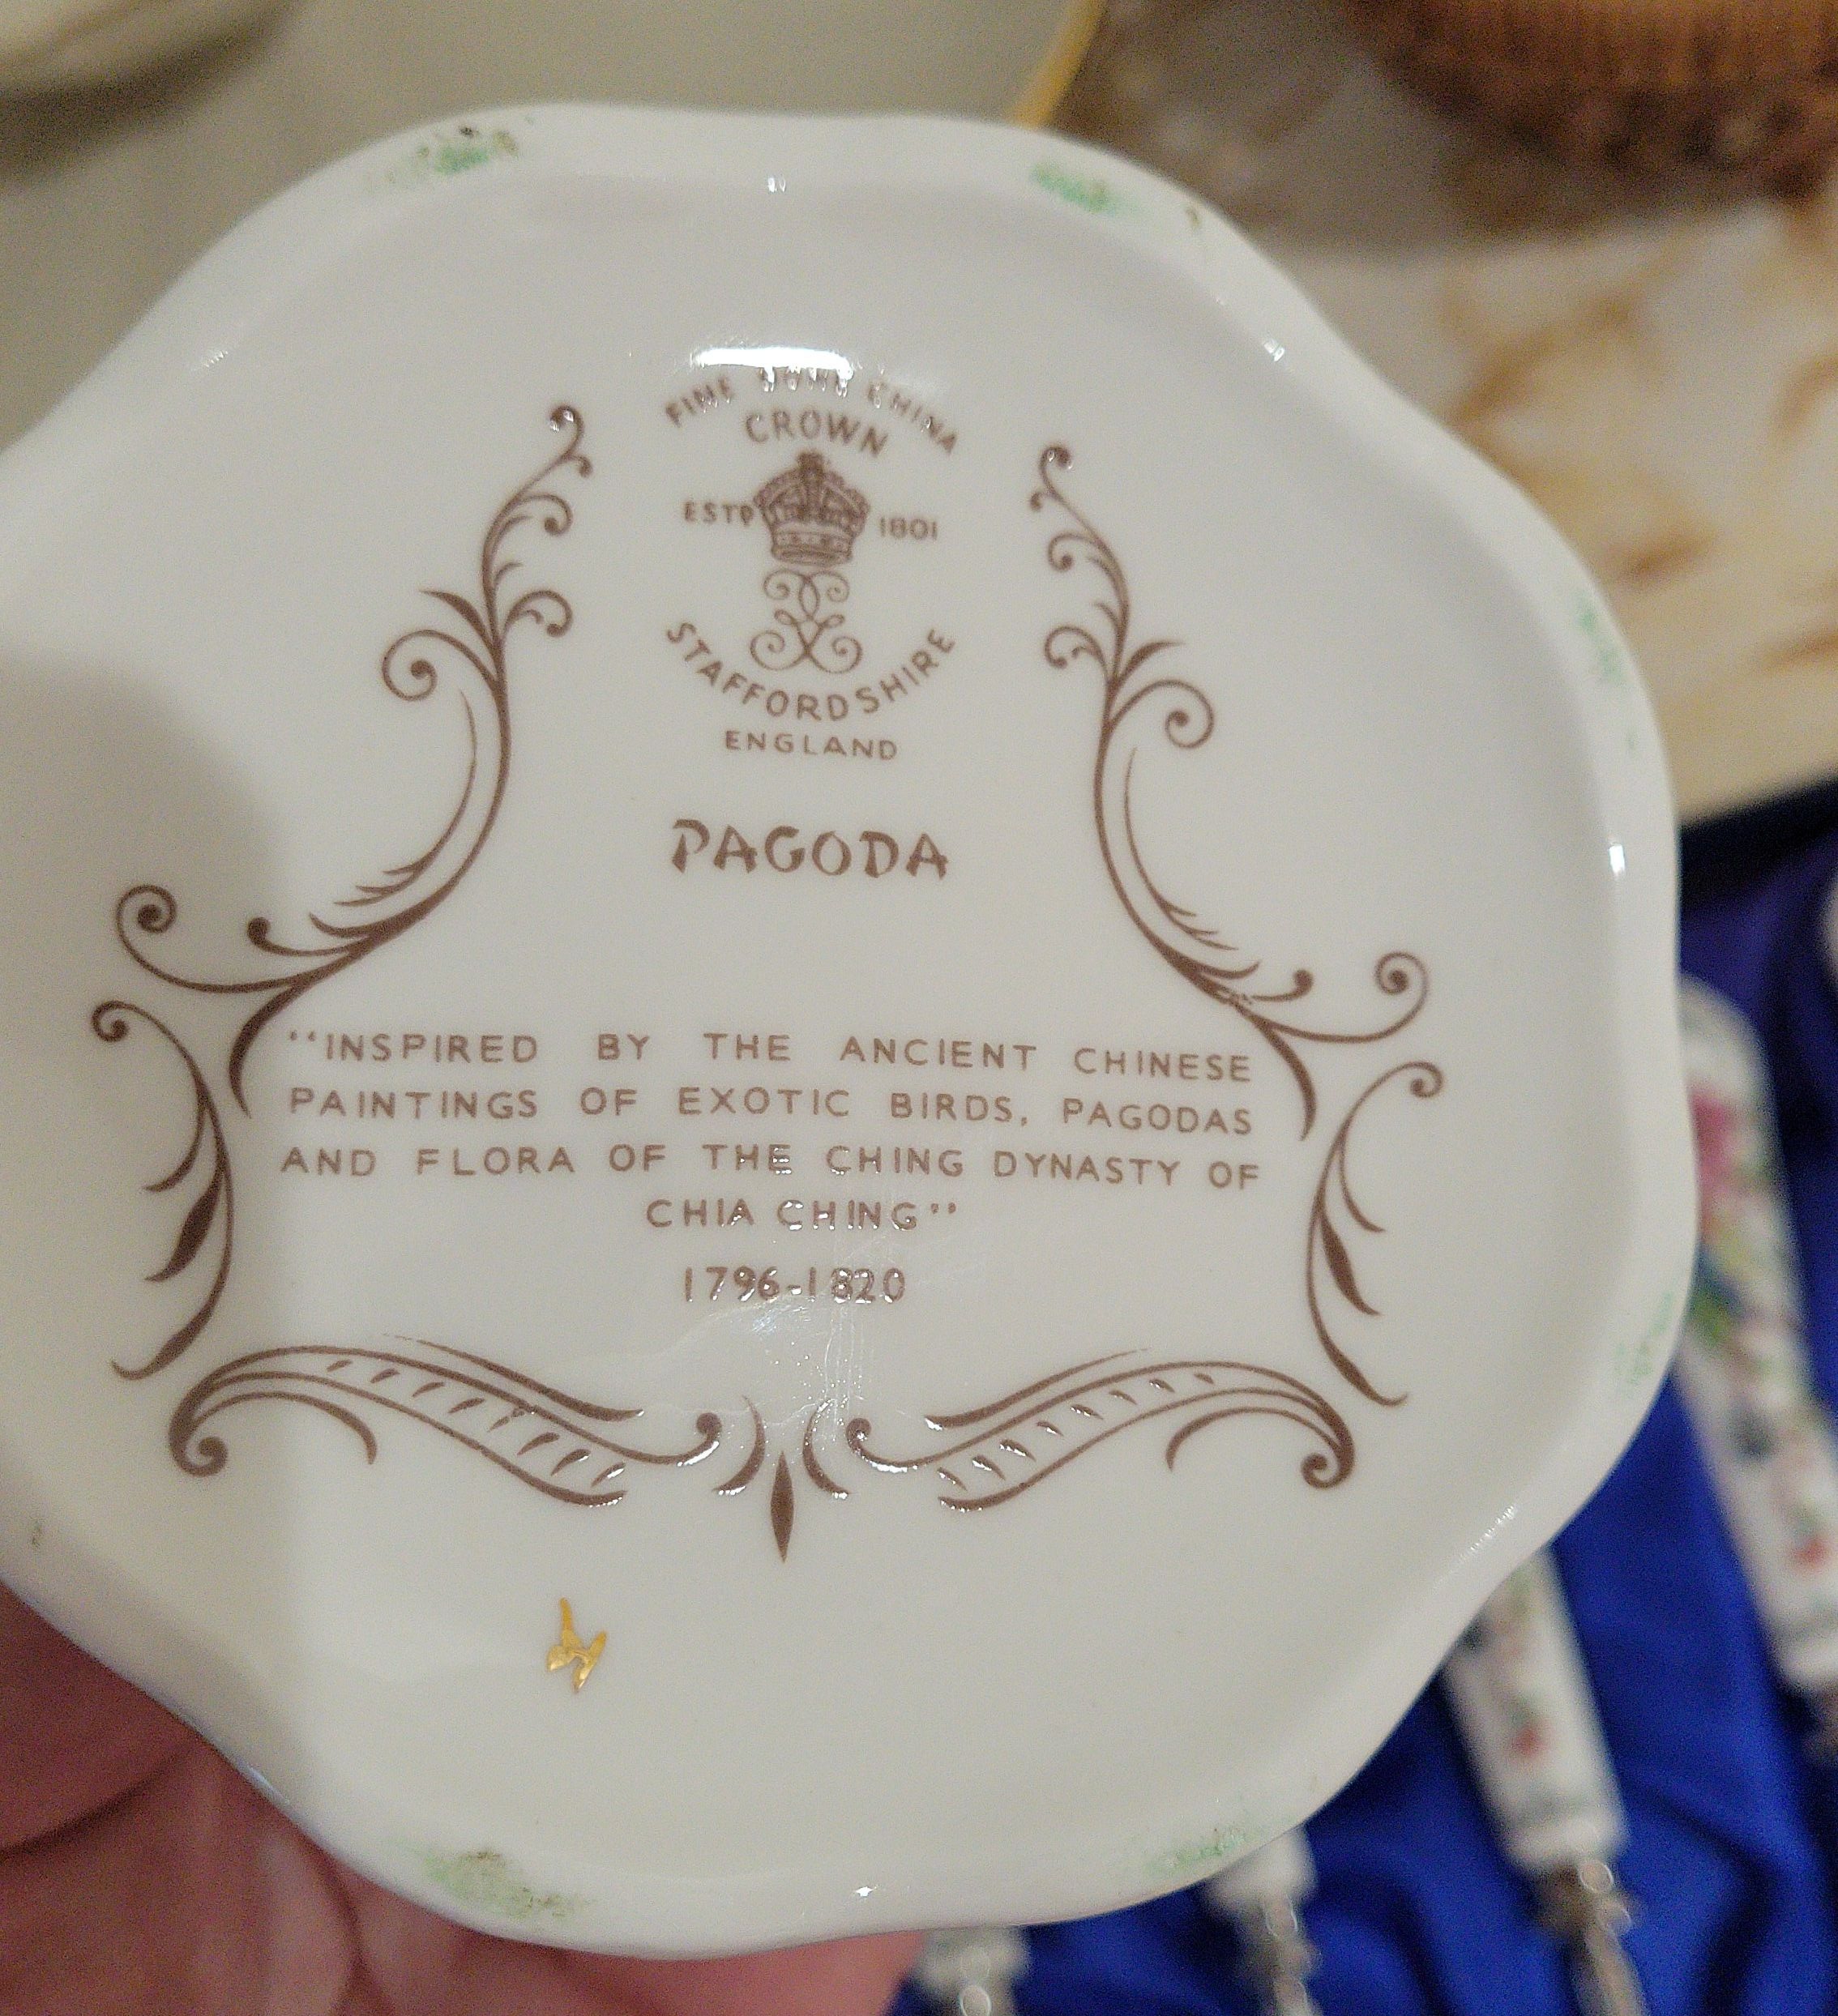 FINE BONE CHINA
CROWN
ESTD 1801
STAFFORDSHIRE
ENGLAND
PAGODA
"INSPIRED BY THE ANCIENT CHINESE
PAINTINGS OF EXOTIC BIRDS, PAGODAS
AND FLORA OF THE CHING DYNASTY OF
CHIA CHING"
1796-1820